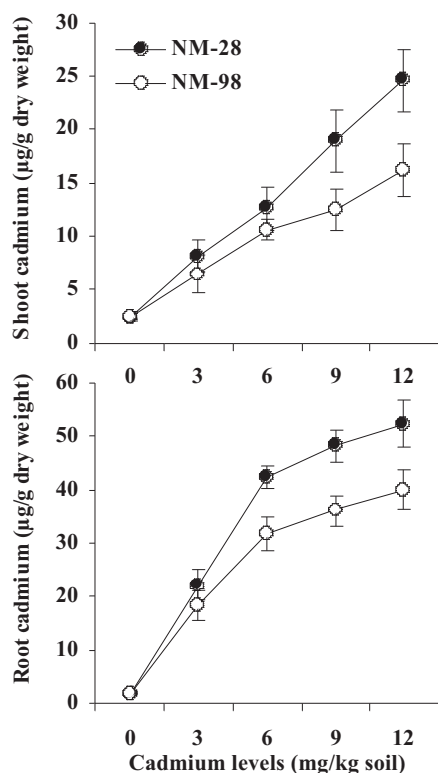 Shoot cadmium (µg/g dry weight)
30
25
20
15
10
5
0
NM-28
NM-98
0 3 6 9 12
Root cadmium (µg/g dry weight)
60
50
40
30
20
10
0
0 3 6 9 12
Cadmium levels (mg/kg soil)